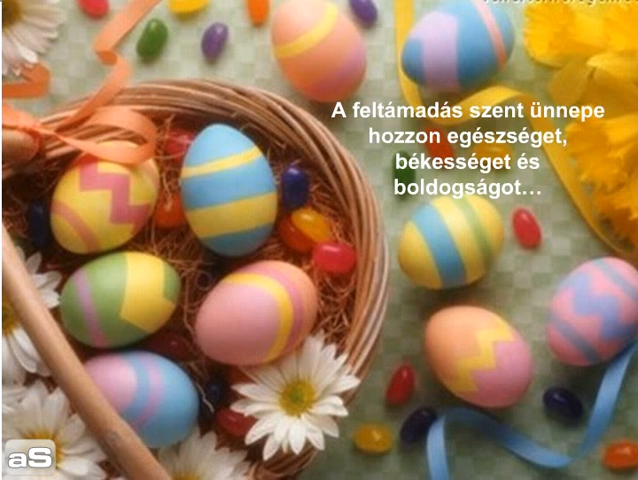 A feltámadás szent ünnepe
hozzon egészséget,
békességet és
boldogságot…
aS